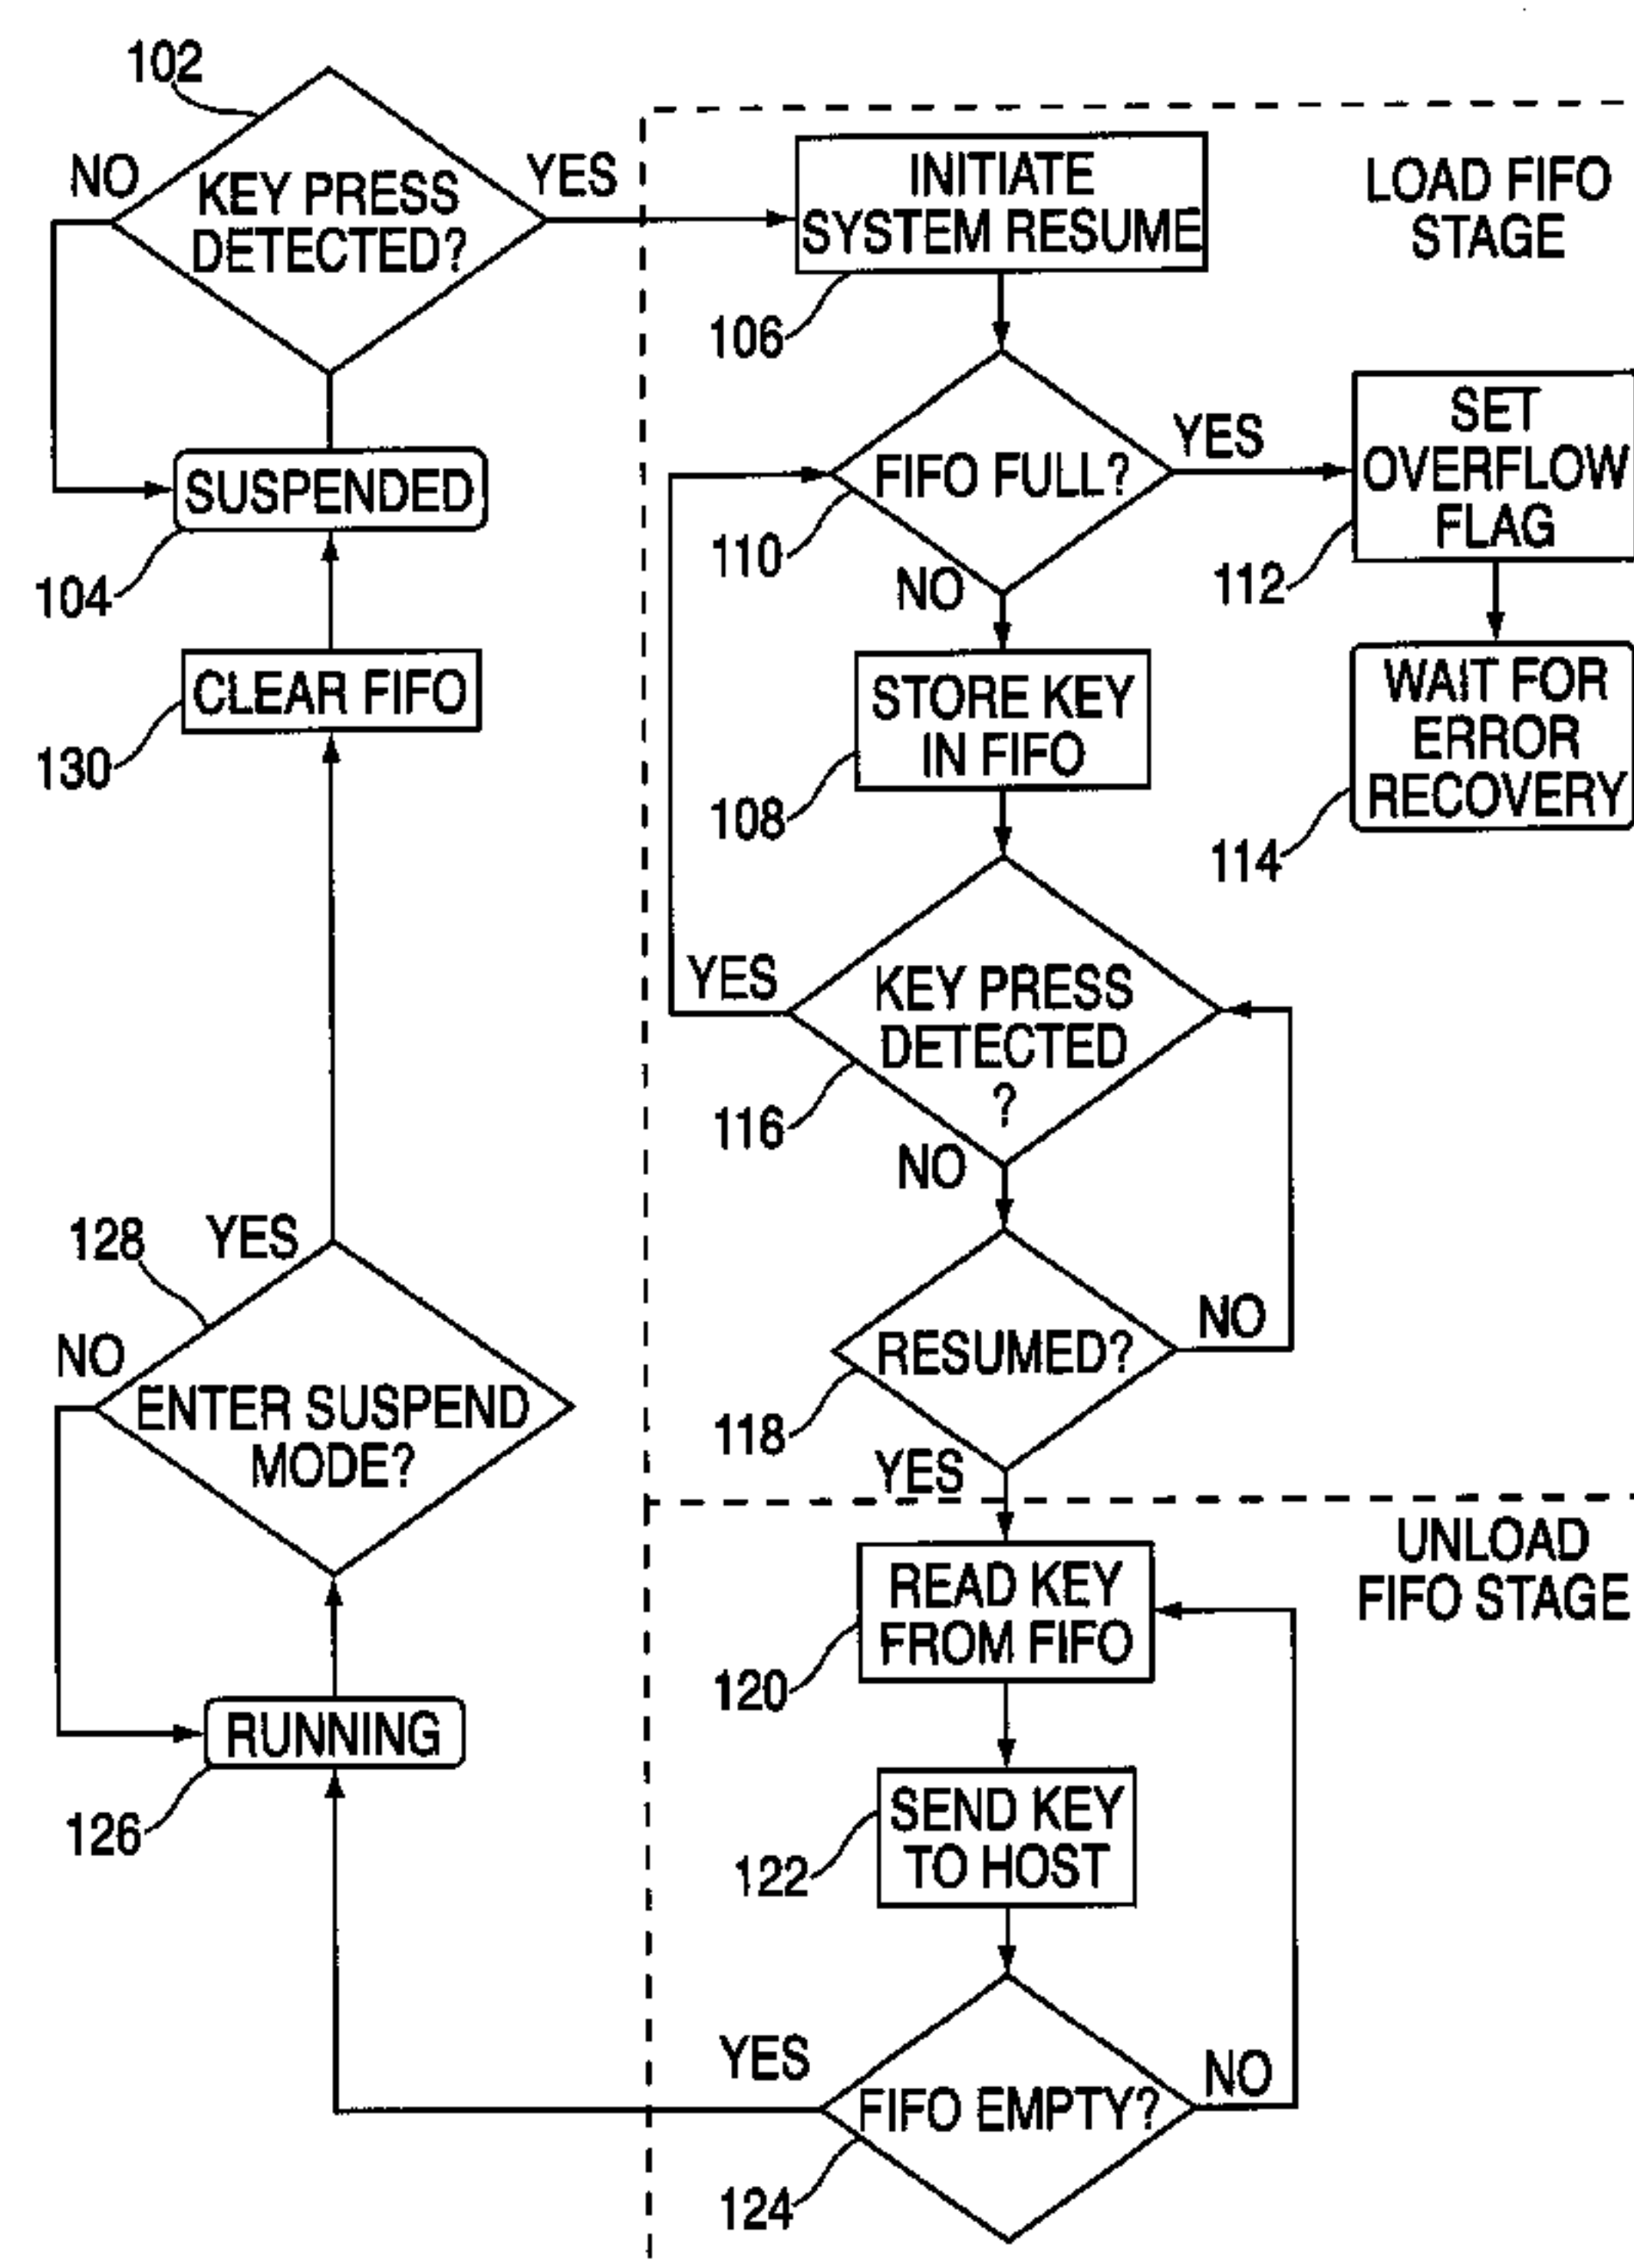 102
NO
KEY PRESS
DETECTED?
YES
SUSPENDED
104
CLEAR FIFO
130
128
YES
NO
ENTER SUSPEND
MODE?
RUNNING
126
LOAD FIFO
STAGE
INITIATE
SYSTEM RESUME
106
FIFO FULL?
YES
110
NO
SET
OVERFLOW
FLAG
112
WAIT FOR
ERROR
RECOVERY
114
STORE KEY
IN FIFO
108
YES
KEY PRESS
DETECTED
?
116
NO
RESUMED?
NO
118
YES
UNLOAD
FIFO STAGE
READ KEY
FROM FIFO
120
SEND KEY
TO HOST
122
YES
FIFO EMPTY?
NO
124